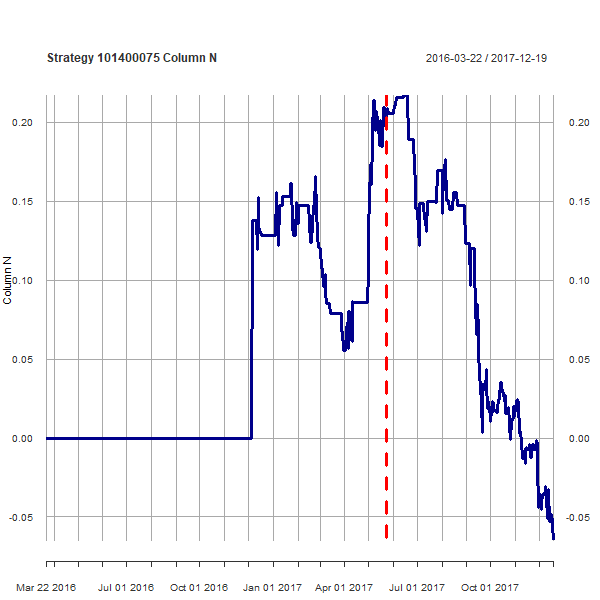 Strategy 101400075 Column N
2016-03-22 / 2017-12-19
0.20
0.15
0.10
0.05
0.00
-0.05
Column N
0.20
0.15
0.10
0.05
0.00
-0.05
Mar 22 2016
Jul 01 2016
Oct 01 2016
Jan 01 2017
Apr 01 2017
Jul 01 2017
Oct 01 2017